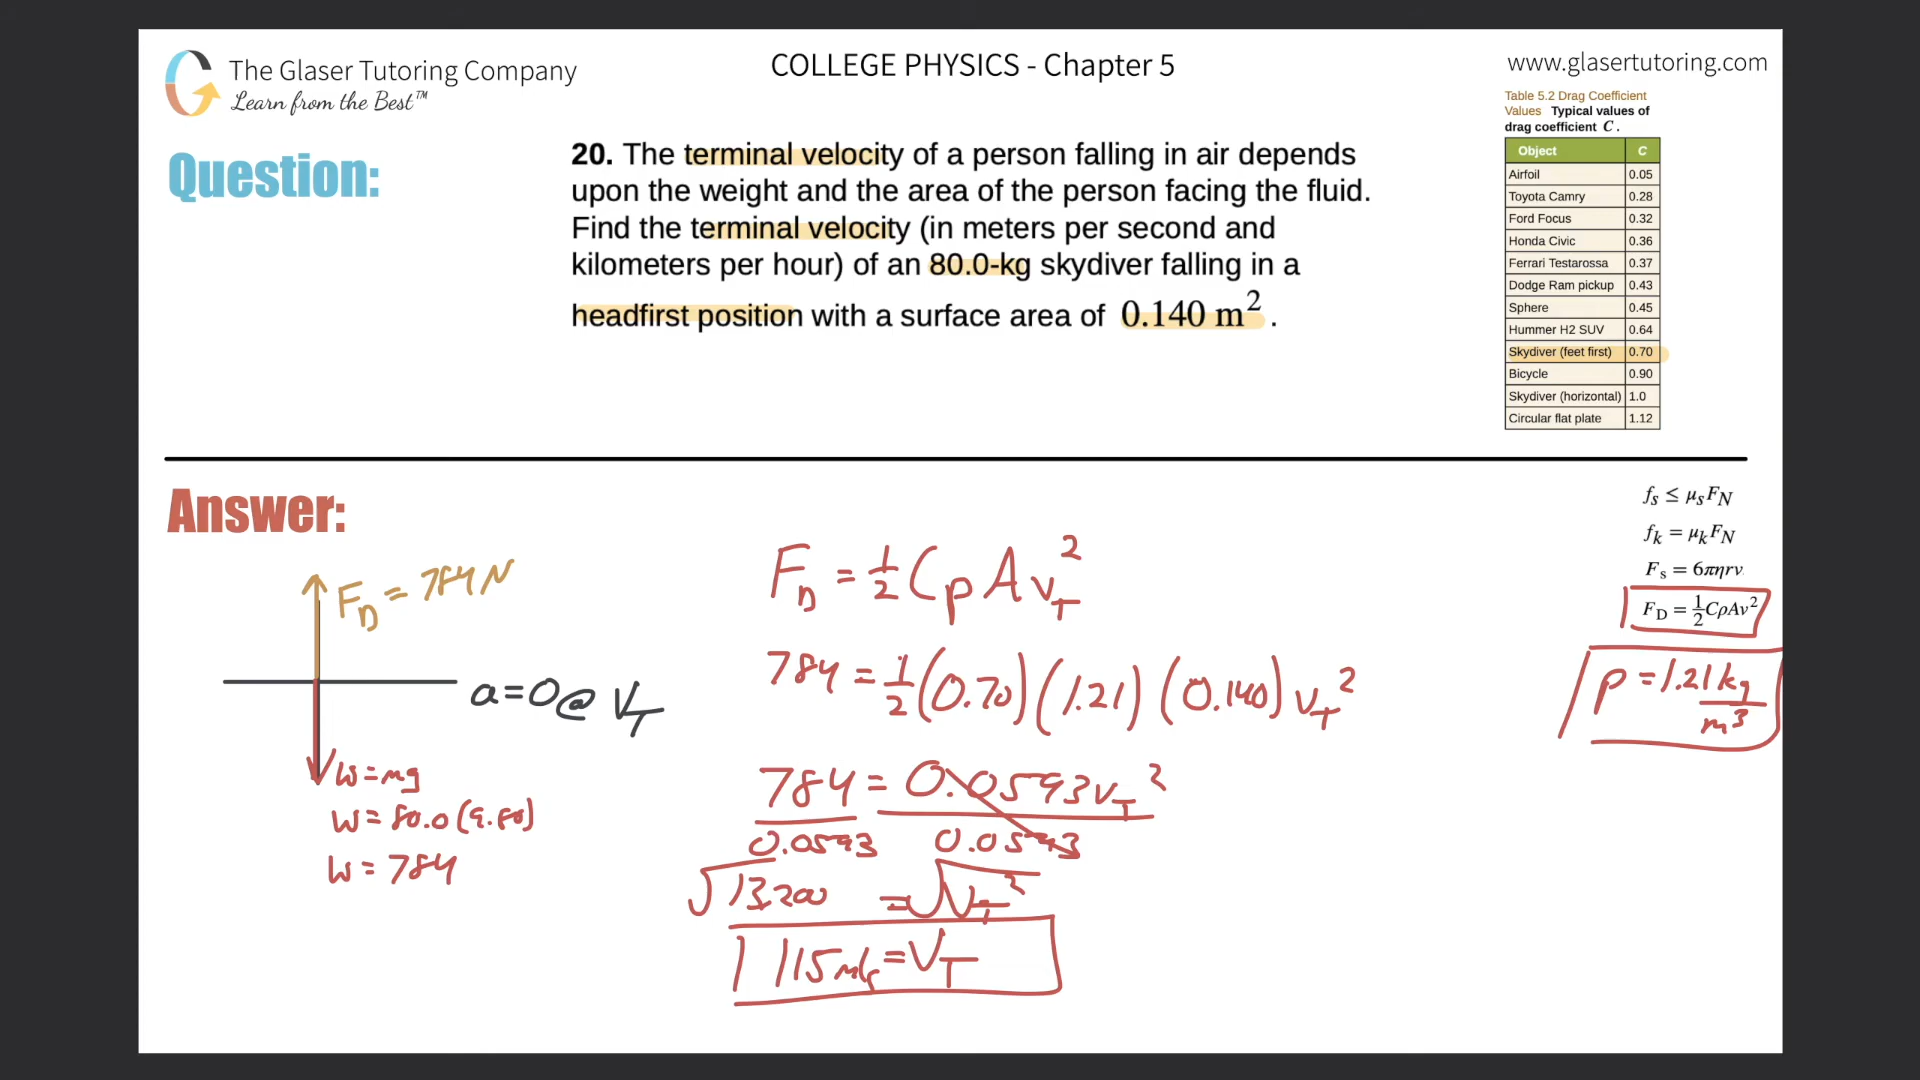 The Glaser Tutoring Company
Learn from the Best™
COLLEGE PHYSICS - Chapter 5
www.glasertutoring.com
Table 5.2 Drag Coefficient
Values Typical values of
drag coefficient C .
Object C
Airfoil 0.05
Toyota Camry 0.28
Ford Focus 0.32
Honda Civic 0.36
Ferrari Testarossa 0.37
Dodge Ram pickup 0.43
Sphere 0.45
Hummer H2 SUV 0.64
Skydiver (feet first) 0.70
Bicycle 0.90
Skydiver (horizontal) 1.0
Circular flat plate 1.12
Question:
20. The terminal velocity of a person falling in air depends
upon the weight and the area of the person facing the fluid.
Find the terminal velocity (in meters per second and
kilometers per hour) of an 80.0-kg skydiver falling in a
headfirst position with a surface area of 0.140 m² .
Answer:
F_D = 784 N
a = 0 @ V_T
W = mg
W = 80.0 (9.80)
W = 784
F_D = ½ C ρ A v_T²
784 = ½ (0.70) (1.21) (0.140) v_T²
784 = 0.0593 v_T²
0.0593 0.0593
√13200 = √V_T²
115 m/s = V_T
f_s ≤ μ_s F_N
f_k = μ_k F_N
F_s = 6πηrv
F_D = ½CρAv²
ρ = 1.21 kg/m³